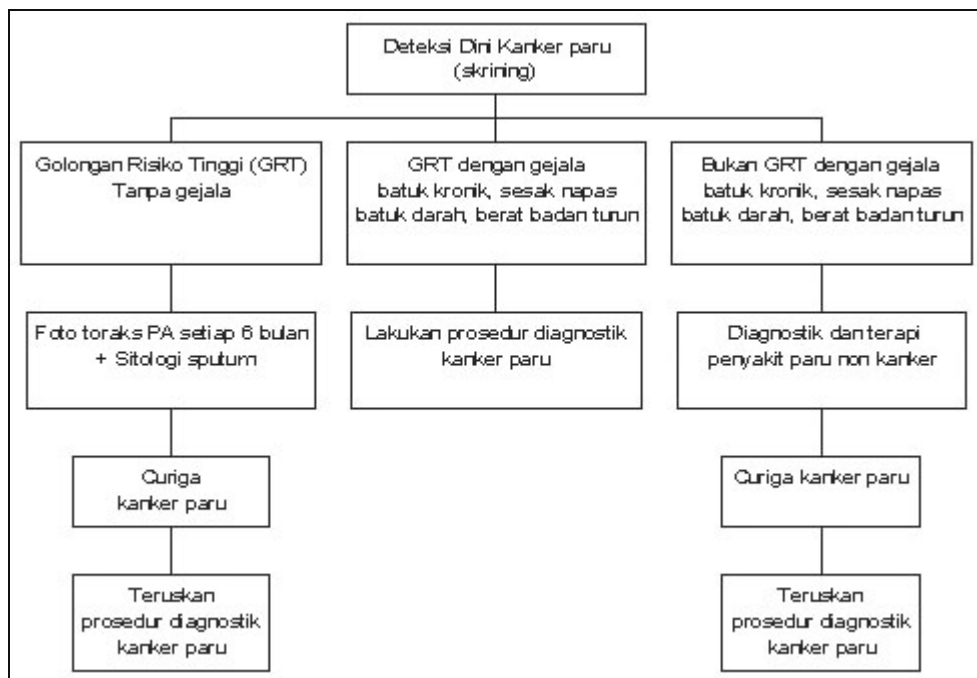 Deteksi Dini Kanker paru
(skrining)
Golongan Risiko Tinggi (GRT)
Tanpa gejala
GRT dengan gejala
batuk kronik, sesak napas
batuk darah, berat badan turun
Bukan GRT dengan gejala
batuk kronik, sesak napas
batuk darah, berat badan turun
Foto toraks PA setiap 6 bulan
+ Sitologi sputum
Lakukan prosedur diagnostik
kanker paru
Diagnostik dan terapi
penyakit paru non kanker
Curiga
kanker paru
Curiga kanker paru
Teruskan
prosedur diagnostik
kanker paru
Teruskan
prosedur diagnostik
kanker paru